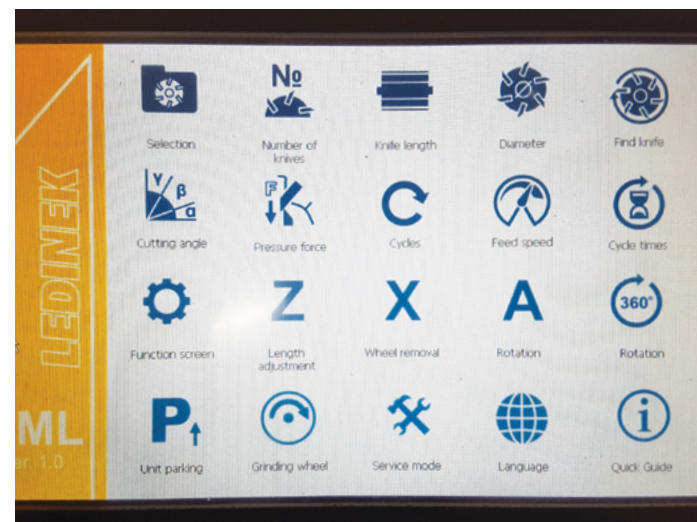 LEDINEK
ML
er. 1.0
Nº
Selection
Number of
knives
Knife length
Diameter
Find knife
γ
β
α
F
Cutting angle
Pressure force
Cycles
Feed speed
Cycle times
Z
X
A
360°
Function screen
Length
adjustment
Wheel removal
Rotation
Rotation
P
i
Unit parking
Grinding wheel
Service mode
Language
Quick Guide